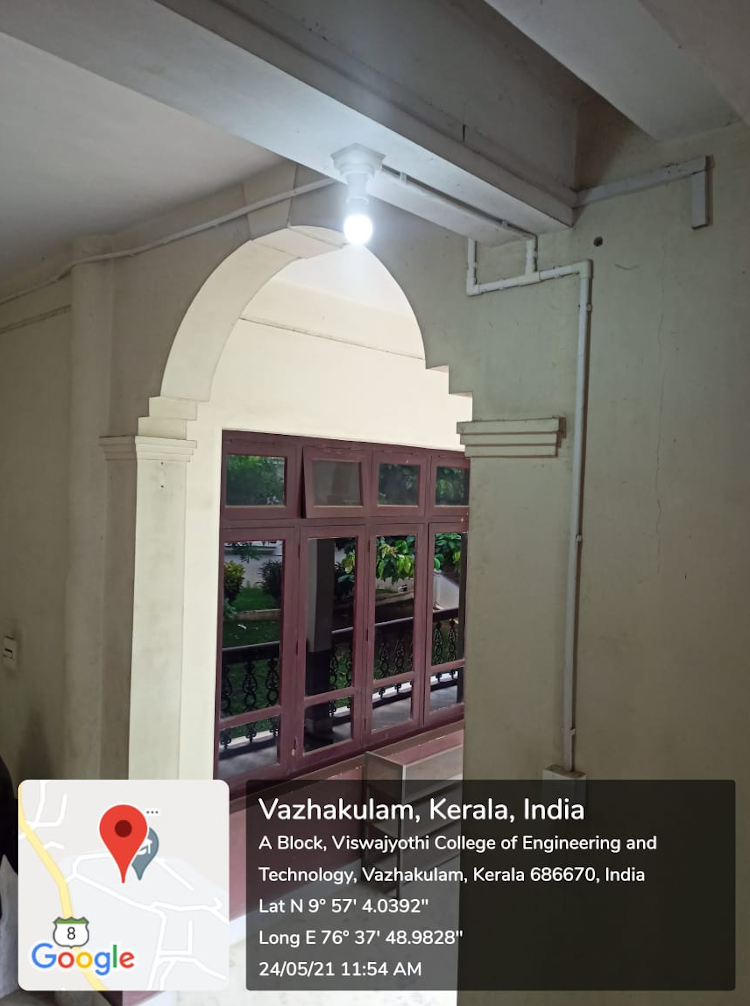 Vazhakulam, Kerala, India
A Block, Viswajyothi College of Engineering and
Technology, Vazhakulam, Kerala 686670, India
Lat N 9° 57' 4.0392"
Long E 76° 37' 48.9828"
24/05/21 11:54 AM
8
Google